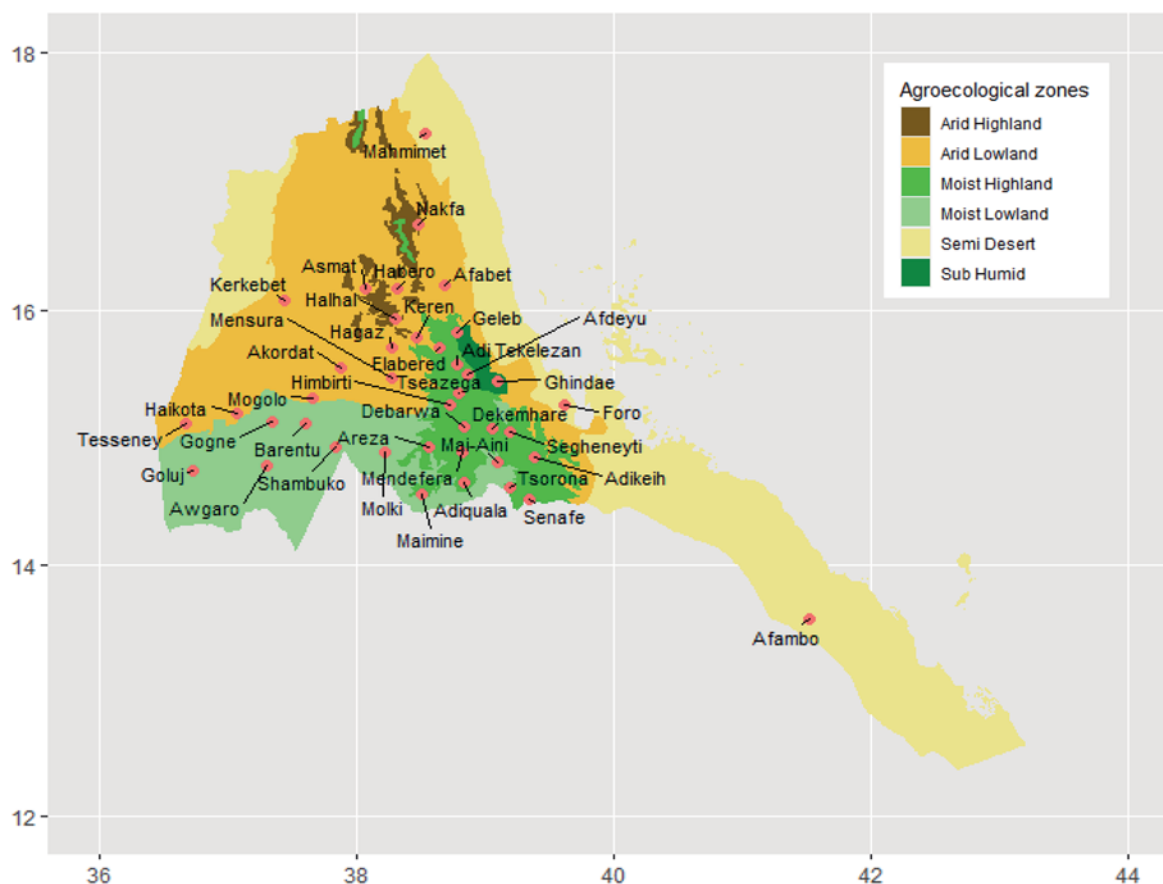 18
16
14
12
36
38
40
42
44
Agroecological zones
Arid Highland
Arid Lowland
Moist Highland
Moist Lowland
Semi Desert
Sub Humid
Mahmimet
Nakfa
Asmat
Habero
Afabet
Kerkebet
Halhal
Keren
Geleb
Afdeyu
Mensura
Hagaz
Adi Tekelezan
Akordat
Elabered
Himbirti
Tseazega
Ghindae
Mogolo
Haikota
Debarwa
Dekemhare
Foro
Tesseney
Gogne
Barentu
Areza
Mai-Aini
Segheneyti
Goluj
Shambuko
Mendefera
Tsorona
Adikeih
Awgaro
Molki
Adiquala
Senafe
Maimine
Afambo